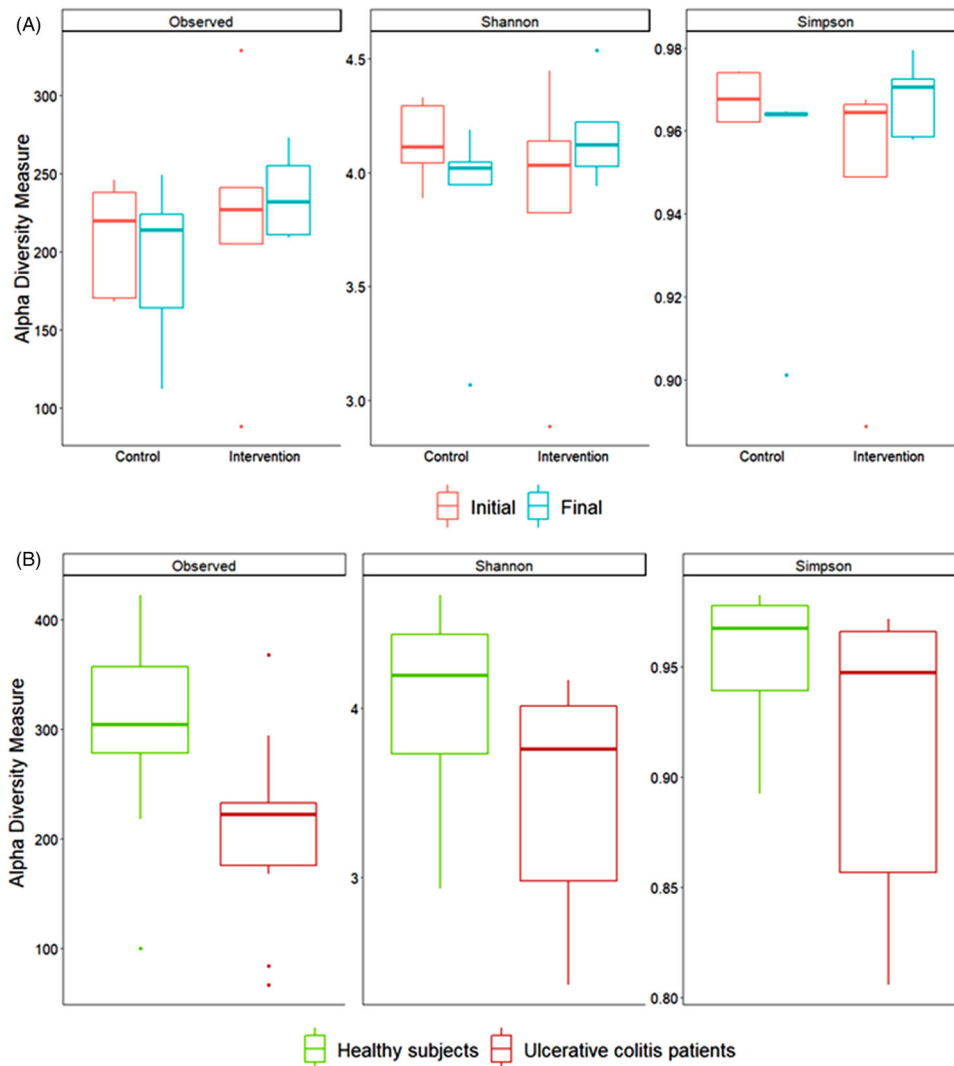 (A)
Observed
Shannon
Simpson
Alpha Diversity Measure
300
250
200
150
100
4.5
4.0
3.5
3.0
0.98
0.96
0.94
0.92
0.90
Control
Intervention
Control
Intervention
Control
Intervention
Initial
Final
(B)
Observed
Shannon
Simpson
Alpha Diversity Measure
400
300
200
100
4
3
0.95
0.90
0.85
0.80
Healthy subjects
Ulcerative colitis patients